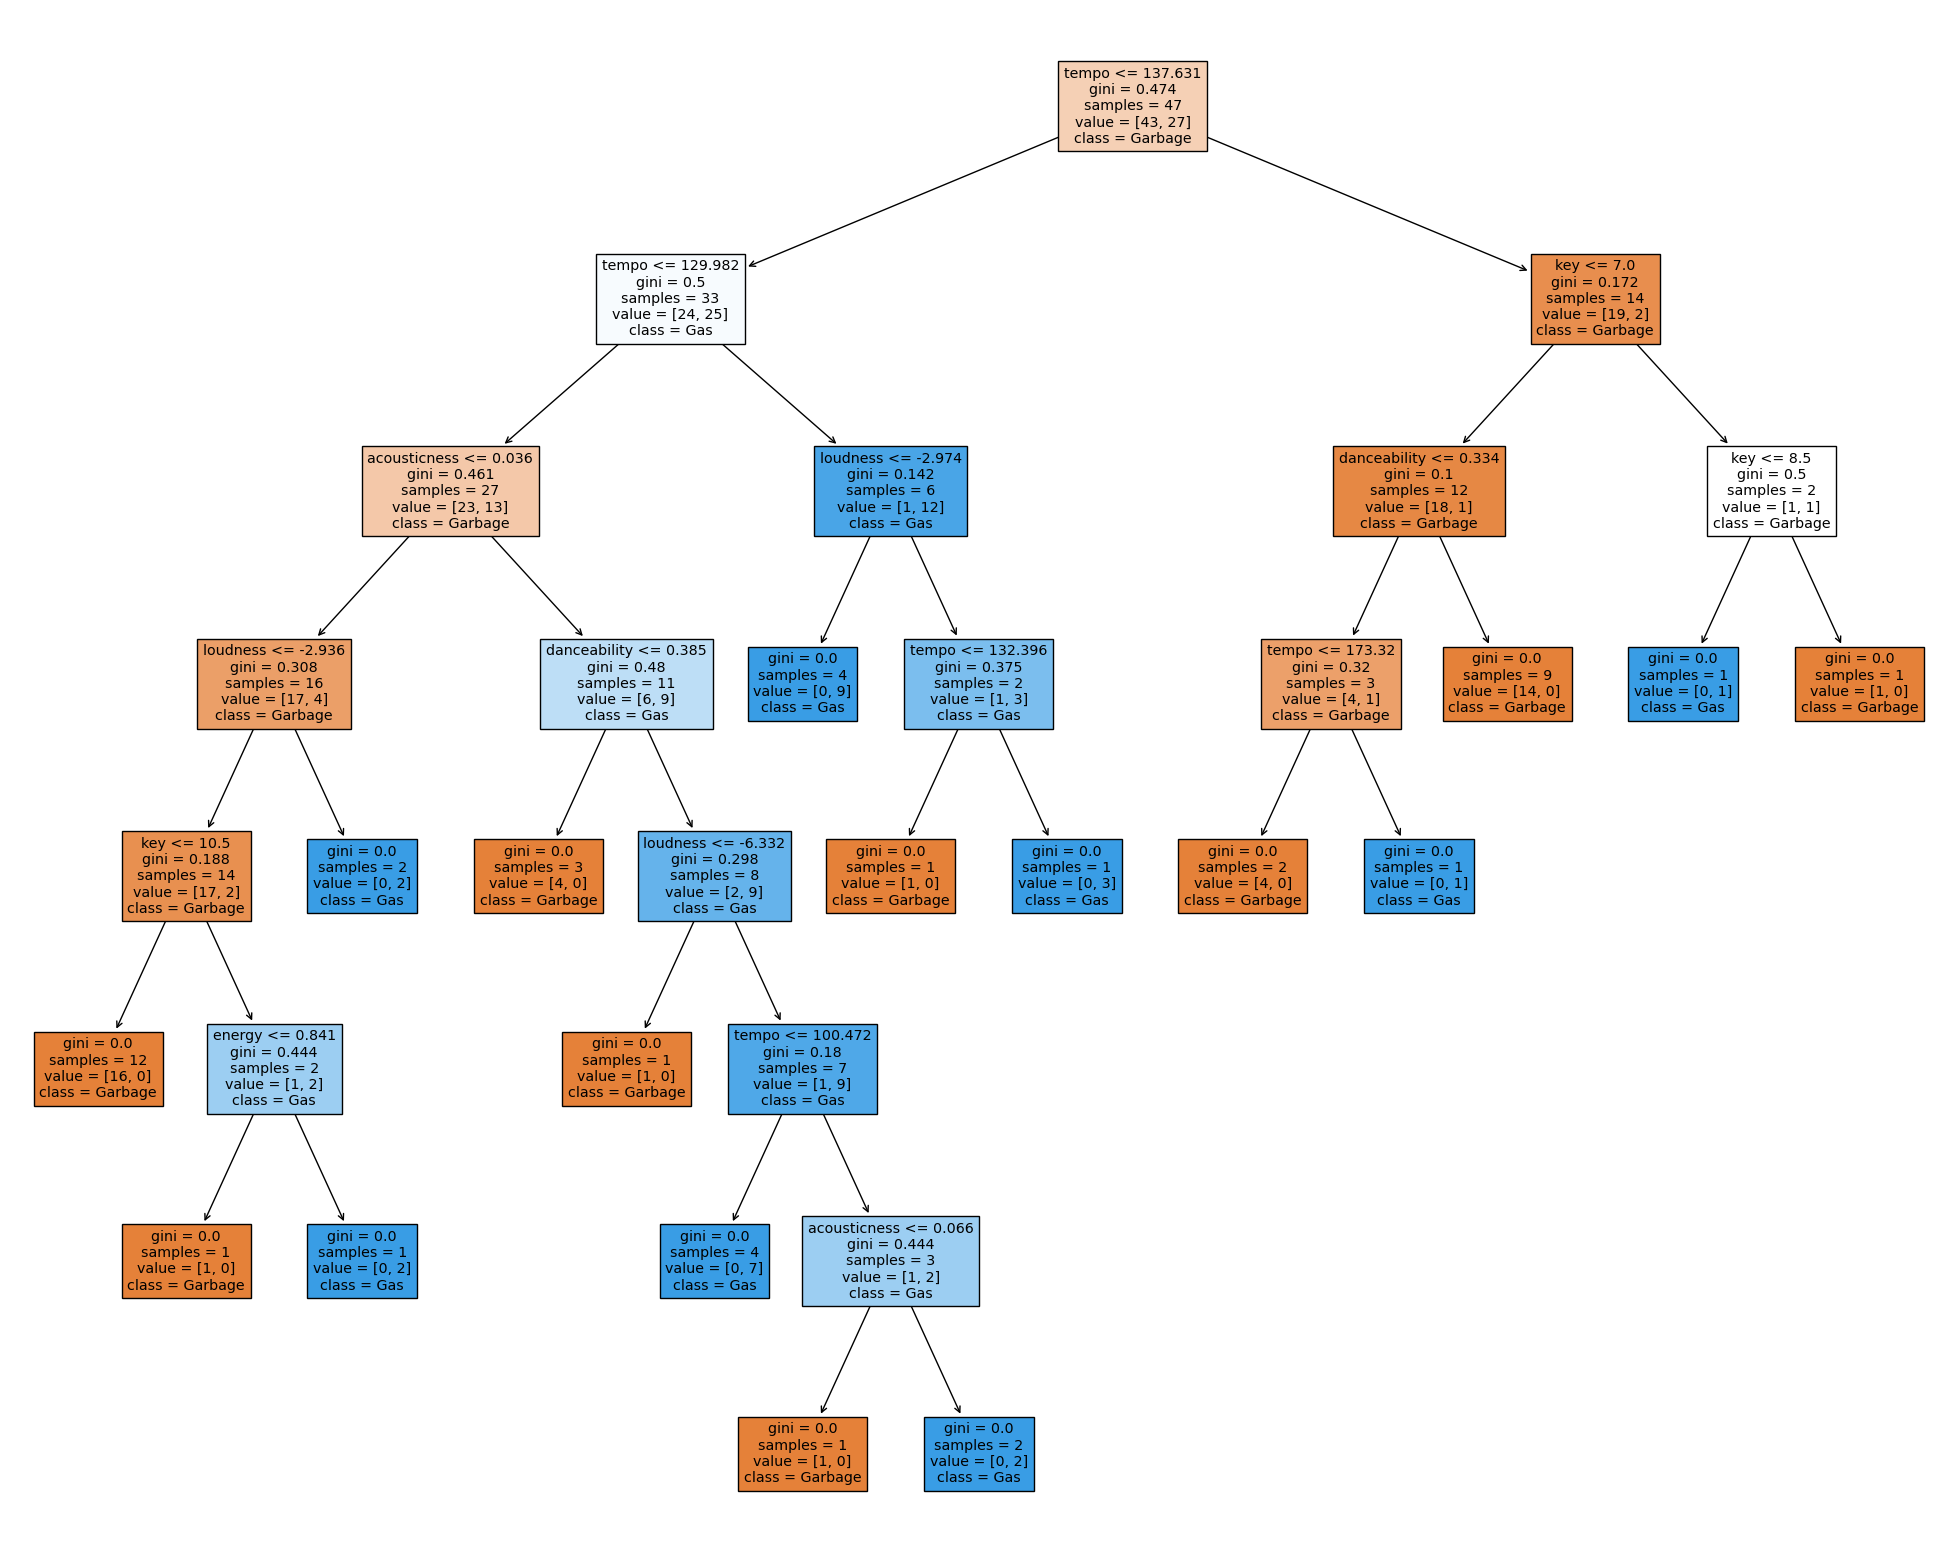 tempo <= 137.631
gini = 0.474
samples = 47
value = [43, 27]
class = Garbage
tempo <= 129.982
gini = 0.5
samples = 33
value = [24, 25]
class = Gas
key <= 7.0
gini = 0.172
samples = 14
value = [19, 2]
class = Garbage
acousticness <= 0.036
gini = 0.461
samples = 27
value = [23, 13]
class = Garbage
loudness <= -2.974
gini = 0.142
samples = 6
value = [1, 12]
class = Gas
danceability <= 0.334
gini = 0.1
samples = 12
value = [18, 1]
class = Garbage
key <= 8.5
gini = 0.5
samples = 2
value = [1, 1]
class = Garbage
loudness <= -2.936
gini = 0.308
samples = 16
value = [17, 4]
class = Garbage
danceability <= 0.385
gini = 0.48
samples = 11
value = [6, 9]
class = Gas
gini = 0.0
samples = 4
value = [0, 9]
class = Gas
tempo <= 132.396
gini = 0.375
samples = 2
value = [1, 3]
class = Gas
tempo <= 173.32
gini = 0.32
samples = 3
value = [4, 1]
class = Garbage
gini = 0.0
samples = 9
value = [14, 0]
class = Garbage
gini = 0.0
samples = 1
value = [0, 1]
class = Gas
gini = 0.0
samples = 1
value = [1, 0]
class = Garbage
key <= 10.5
gini = 0.188
samples = 14
value = [17, 2]
class = Garbage
gini = 0.0
samples = 2
value = [0, 2]
class = Gas
gini = 0.0
samples = 3
value = [4, 0]
class = Garbage
loudness <= -6.332
gini = 0.298
samples = 8
value = [2, 9]
class = Gas
gini = 0.0
samples = 1
value = [1, 0]
class = Garbage
gini = 0.0
samples = 1
value = [0, 3]
class = Gas
gini = 0.0
samples = 2
value = [4, 0]
class = Garbage
gini = 0.0
samples = 1
value = [0, 1]
class = Gas
gini = 0.0
samples = 12
value = [16, 0]
class = Garbage
energy <= 0.841
gini = 0.444
samples = 2
value = [1, 2]
class = Gas
gini = 0.0
samples = 1
value = [1, 0]
class = Garbage
tempo <= 100.472
gini = 0.18
samples = 7
value = [1, 9]
class = Gas
gini = 0.0
samples = 1
value = [1, 0]
class = Garbage
gini = 0.0
samples = 1
value = [0, 2]
class = Gas
gini = 0.0
samples = 4
value = [0, 7]
class = Gas
acousticness <= 0.066
gini = 0.444
samples = 3
value = [1, 2]
class = Gas
gini = 0.0
samples = 1
value = [1, 0]
class = Garbage
gini = 0.0
samples = 2
value = [0, 2]
class = Gas